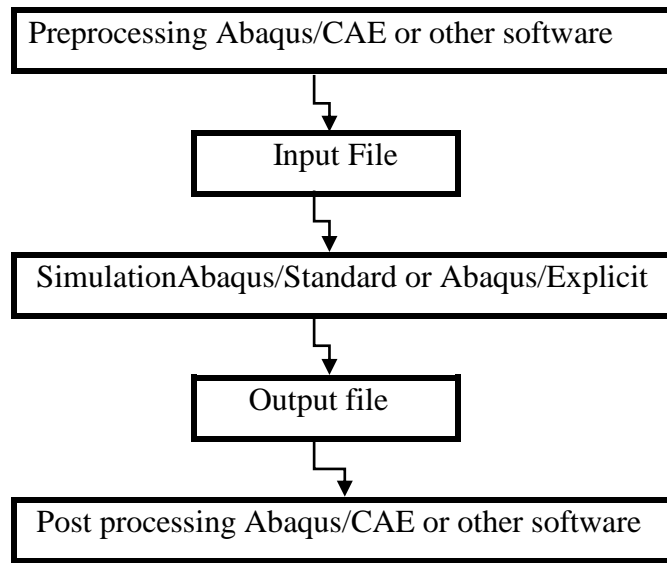 Preprocessing Abaqus/CAE or other software
Input File
SimulationAbaqus/Standard or Abaqus/Explicit
Output file
Post processing Abaqus/CAE or other software